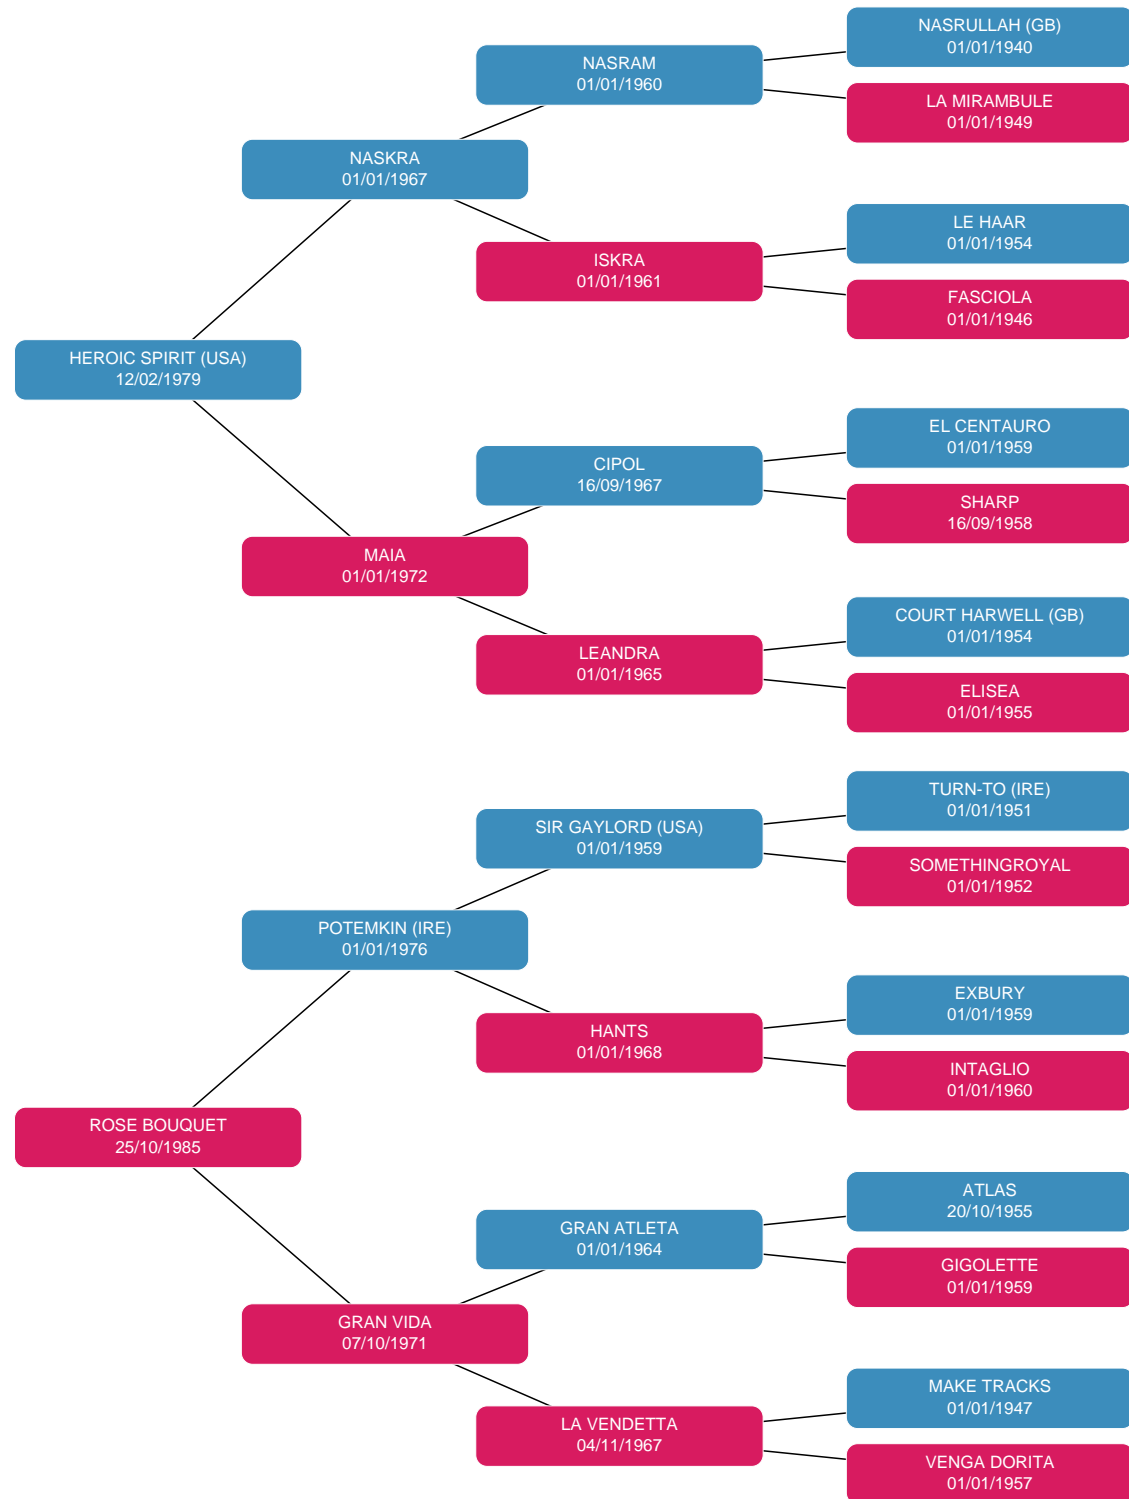 NASRULLAH (GB)
01/01/1940
NASRAM
01/01/1960
LA MIRAMBULE
01/01/1949
NASKRA
01/01/1967
LE HAAR
01/01/1954
ISKRA
01/01/1961
FASCIOLA
01/01/1946
HEROIC SPIRIT (USA)
12/02/1979
EL CENTAURO
01/01/1959
CIPOL
16/09/1967
SHARP
16/09/1958
MAIA
01/01/1972
COURT HARWELL (GB)
01/01/1954
LEANDRA
01/01/1965
ELISEA
01/01/1955
TURN-TO (IRE)
01/01/1951
SIR GAYLORD (USA)
01/01/1959
SOMETHINGROYAL
01/01/1952
POTEMKIN (IRE)
01/01/1976
EXBURY
01/01/1959
HANTS
01/01/1968
INTAGLIO
01/01/1960
ROSE BOUQUET
25/10/1985
ATLAS
20/10/1955
GRAN ATLETA
01/01/1964
GIGOLETTE
01/01/1959
GRAN VIDA
07/10/1971
MAKE TRACKS
01/01/1947
LA VENDETTA
04/11/1967
VENGA DORITA
01/01/1957